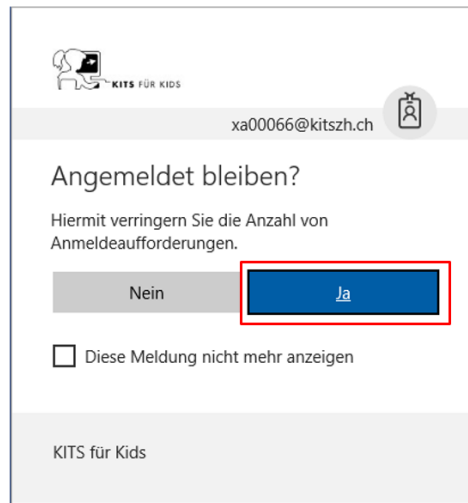 KITS FÜR KIDS
xa00066@kitszh.ch
Angemeldet bleiben?
Hiermit verringern Sie die Anzahl von
Anmeldeaufforderungen.
Nein
Ja
Diese Meldung nicht mehr anzeigen
KITS für Kids